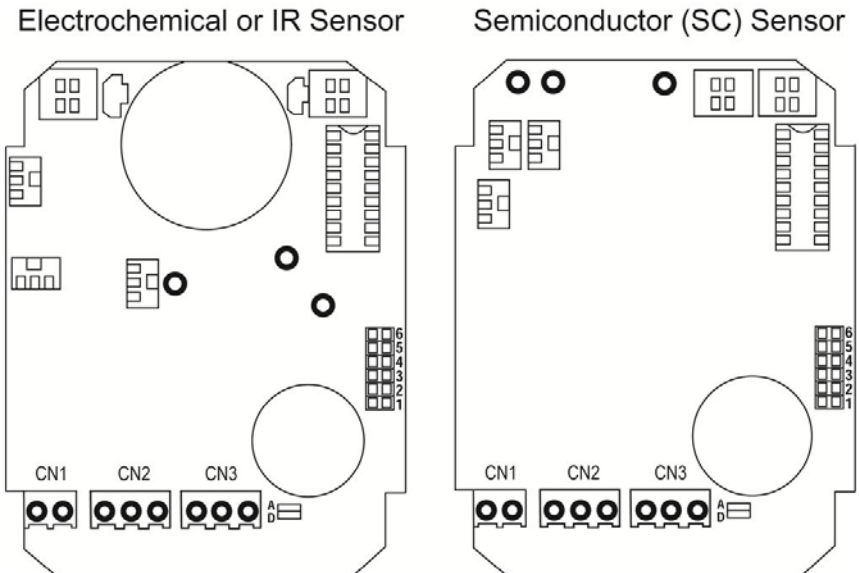 Electrochemical or IR Sensor
Semiconductor (SC) Sensor
6
5
4
3
2
1
6
5
4
3
2
1
CN1 CN2 CN3
A
D
CN1 CN2 CN3
A
D